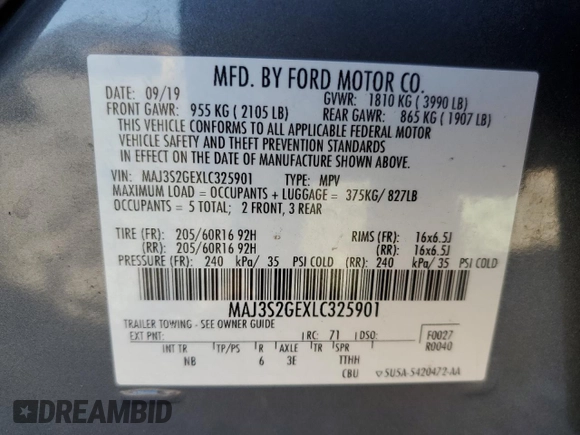 MFD. BY FORD MOTOR CO.
DATE: 09/19 GVWR: 1810 KG ( 3990 LB)
FRONT GAWR: 955 KG ( 2105 LB) REAR GAWR: 865 KG ( 1907 LB)
THIS VEHICLE CONFORMS TO ALL APPLICABLE FEDERAL MOTOR
VEHICLE SAFETY AND THEFT PREVENTION STANDARDS
IN EFFECT ON THE DATE OF MANUFACTURE SHOWN ABOVE.
VIN: MAJ3S2GEXLC325901 TYPE: MPV
MAXIMUM LOAD = OCCUPANTS + LUGGAGE = 375KG/ 827LB
OCCUPANTS = 5 TOTAL; 2 FRONT, 3 REAR
TIRE (FR): 205/60R16 92H RIMS (FR): 16x6.5J
(RR): 205/60R16 92H (RR): 16x6.5J
PRESSURE (FR): 240 kPa/ 35 PSI COLD (RR): 240 kPa/ 35 PSI COLD
MAJ3S2GEXLC325901
TRAILER TOWING - SEE OWNER GUIDE
EXT PNT: RC: 71 DSO: F0027
R0040
INT TR TP/PS R AXLE TR SPR
NB 6 3E TTHH
CBU SU5A-S420472-AA
DREAMBID